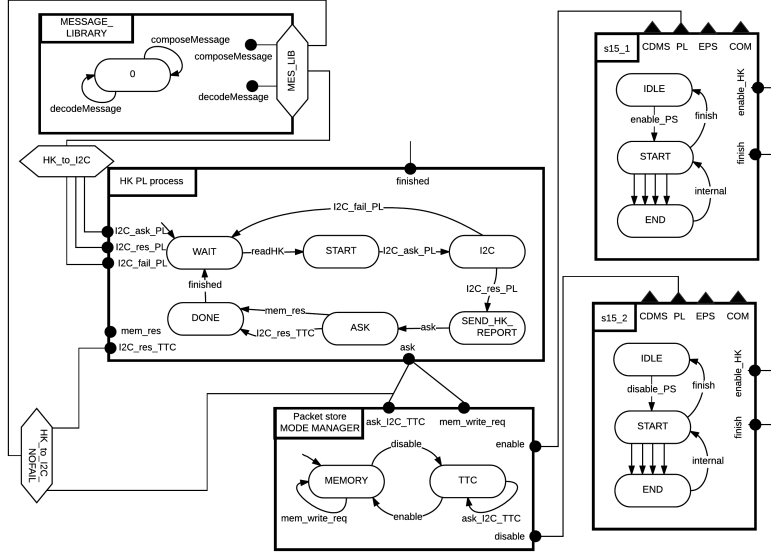 MESSAGE_
LIBRARY
composeMessage
composeMessage
0
decodeMessage
decodeMessage
MES_LIB
HK_to_I2C
HK PL process
finished
I2C_ask_PL
I2C_res_PL
I2C_fail_PL
I2C_fail_PL
WAIT
readHK
START
I2C_ask_PL
I2C
finished
I2C_res_PL
DONE
mem_res
I2C_res_TTC
ASK
ask
SEND_HK_
REPORT
mem_res
I2C_res_TTC
ask
HK_to_I2C
_NOFAIL
Packet store
MODE MANAGER
ask_I2C_TTC
mem_write_req
enable
disable
MEMORY
TTC
mem_write_req
enable
ask_I2C_TTC
disable
s15_1
CDMS
PL
EPS
COM
IDLE
enable_PS
finish
START
internal
END
enable_HK
finish
s15_2
CDMS
PL
EPS
COM
IDLE
disable_PS
finish
START
internal
END
enable_HK
finish